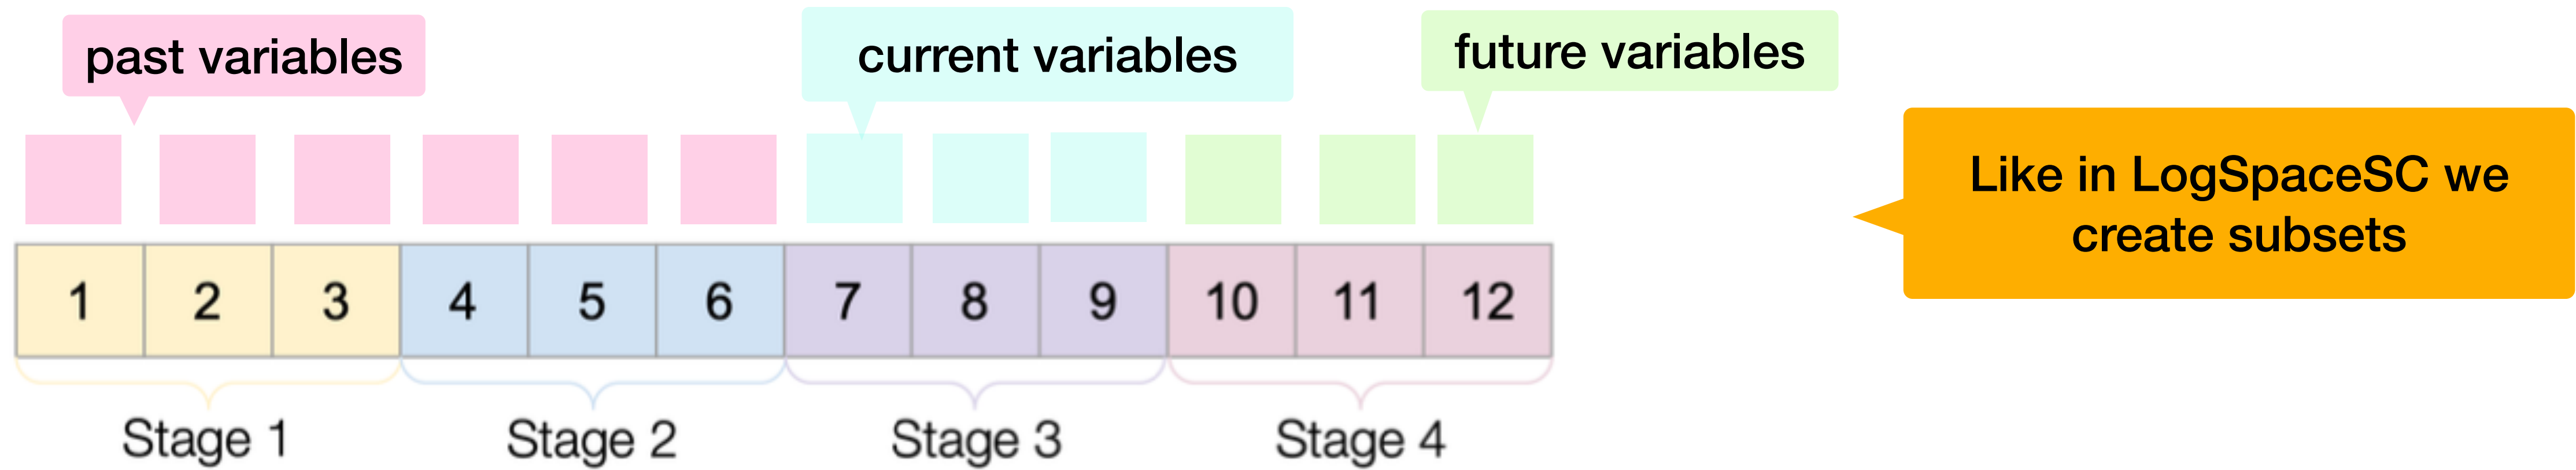 past variables
current variables
future variables
Like in LogSpaceSC we
create subsets
1 2 3 4 5 6 7 8 9 10 11 12
Stage 1 Stage 2 Stage 3 Stage 4